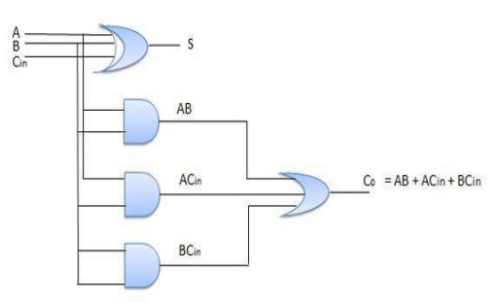 A
B
Cin
S
AB
ACin
BCin
Co = AB + ACin + BCin